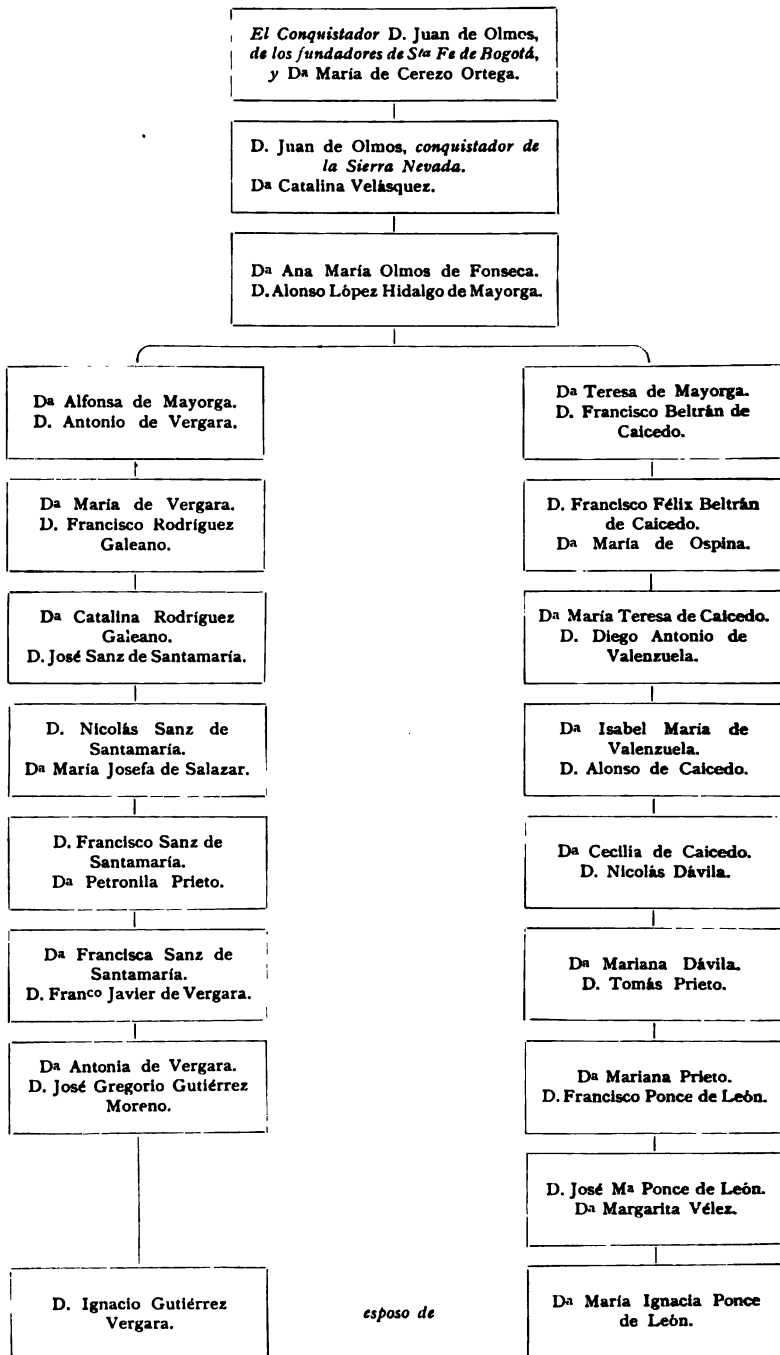 El Conquistador D. Juan de Olmos,
de los fundadores de Sta Fe de Bogotá,
y Da María de Cerezo Ortega.
D. Juan de Olmos, conquistador de
la Sierra Nevada.
Da Catalina Velásquez.
Da Ana María Olmos de Fonseca.
D. Alonso López Hidalgo de Mayorga.
Da Alfonsa de Mayorga.
D. Antonio de Vergara.
Da Teresa de Mayorga.
D. Francisco Beltrán de
Caicedo.
Da María de Vergara.
D. Francisco Rodríguez
Galeano.
D. Francisco Félix Beltrán
de Caicedo.
Da María de Ospina.
Da Catalina Rodríguez
Galeano.
D. José Sanz de Santamaría.
Da María Teresa de Caicedo.
D. Diego Antonio de
Valenzuela.
D. Nicolás Sanz de
Santamaría.
Da María Josefa de Salazar.
Da Isabel María de
Valenzuela.
D. Alonso de Caicedo.
D. Francisco Sanz de
Santamaría.
Da Petronila Prieto.
Da Cecilia de Caicedo.
D. Nicolás Dávila.
Da Francisca Sanz de
Santamaría.
D. Franco Javier de Vergara.
Da Mariana Dávila.
D. Tomás Prieto.
Da Antonia de Vergara.
D. José Gregorio Gutiérrez
Moreno.
Da Mariana Prieto.
D. Francisco Ponce de León.
D. José Ma Ponce de León.
Da Margarita Vélez.
D. Ignacio Gutiérrez
Vergara.
esposo de
Da María Ignacia Ponce
de León.